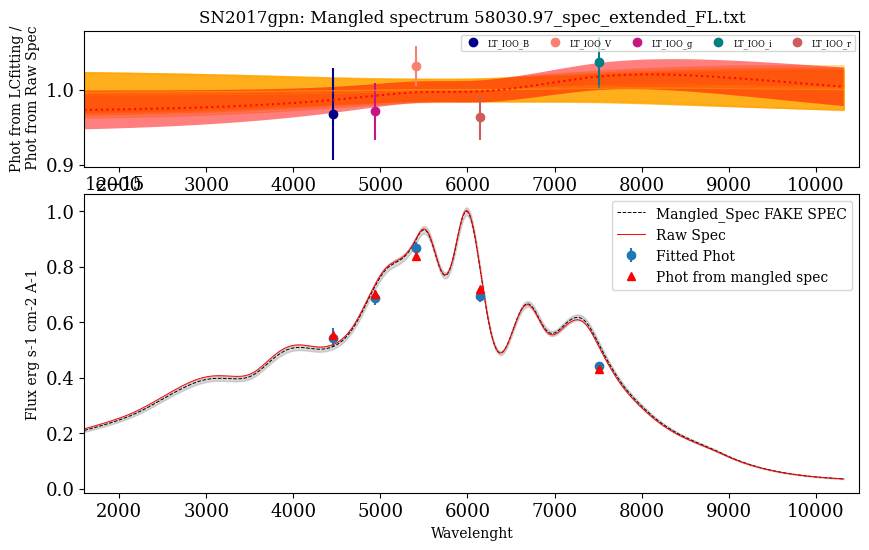 SN2017gpn: Mangled spectrum 58030.97_spec_extended_FL.txt
Phot from LCfitting /
Phot from Raw Spec
LT_IOO_B LT_IOO_V LT_IOO_g LT_IOO_i LT_IOO_r
1.0
0.9
2000 3000 4000 5000 6000 7000 8000 9000 10000
1e−15
Mangled_Spec FAKE SPEC
Raw Spec
Fitted Phot
Phot from mangled spec
Flux erg s-1 cm-2 A-1
1.0
0.8
0.6
0.4
0.2
0.0
2000 3000 4000 5000 6000 7000 8000 9000 10000
Wavelenght